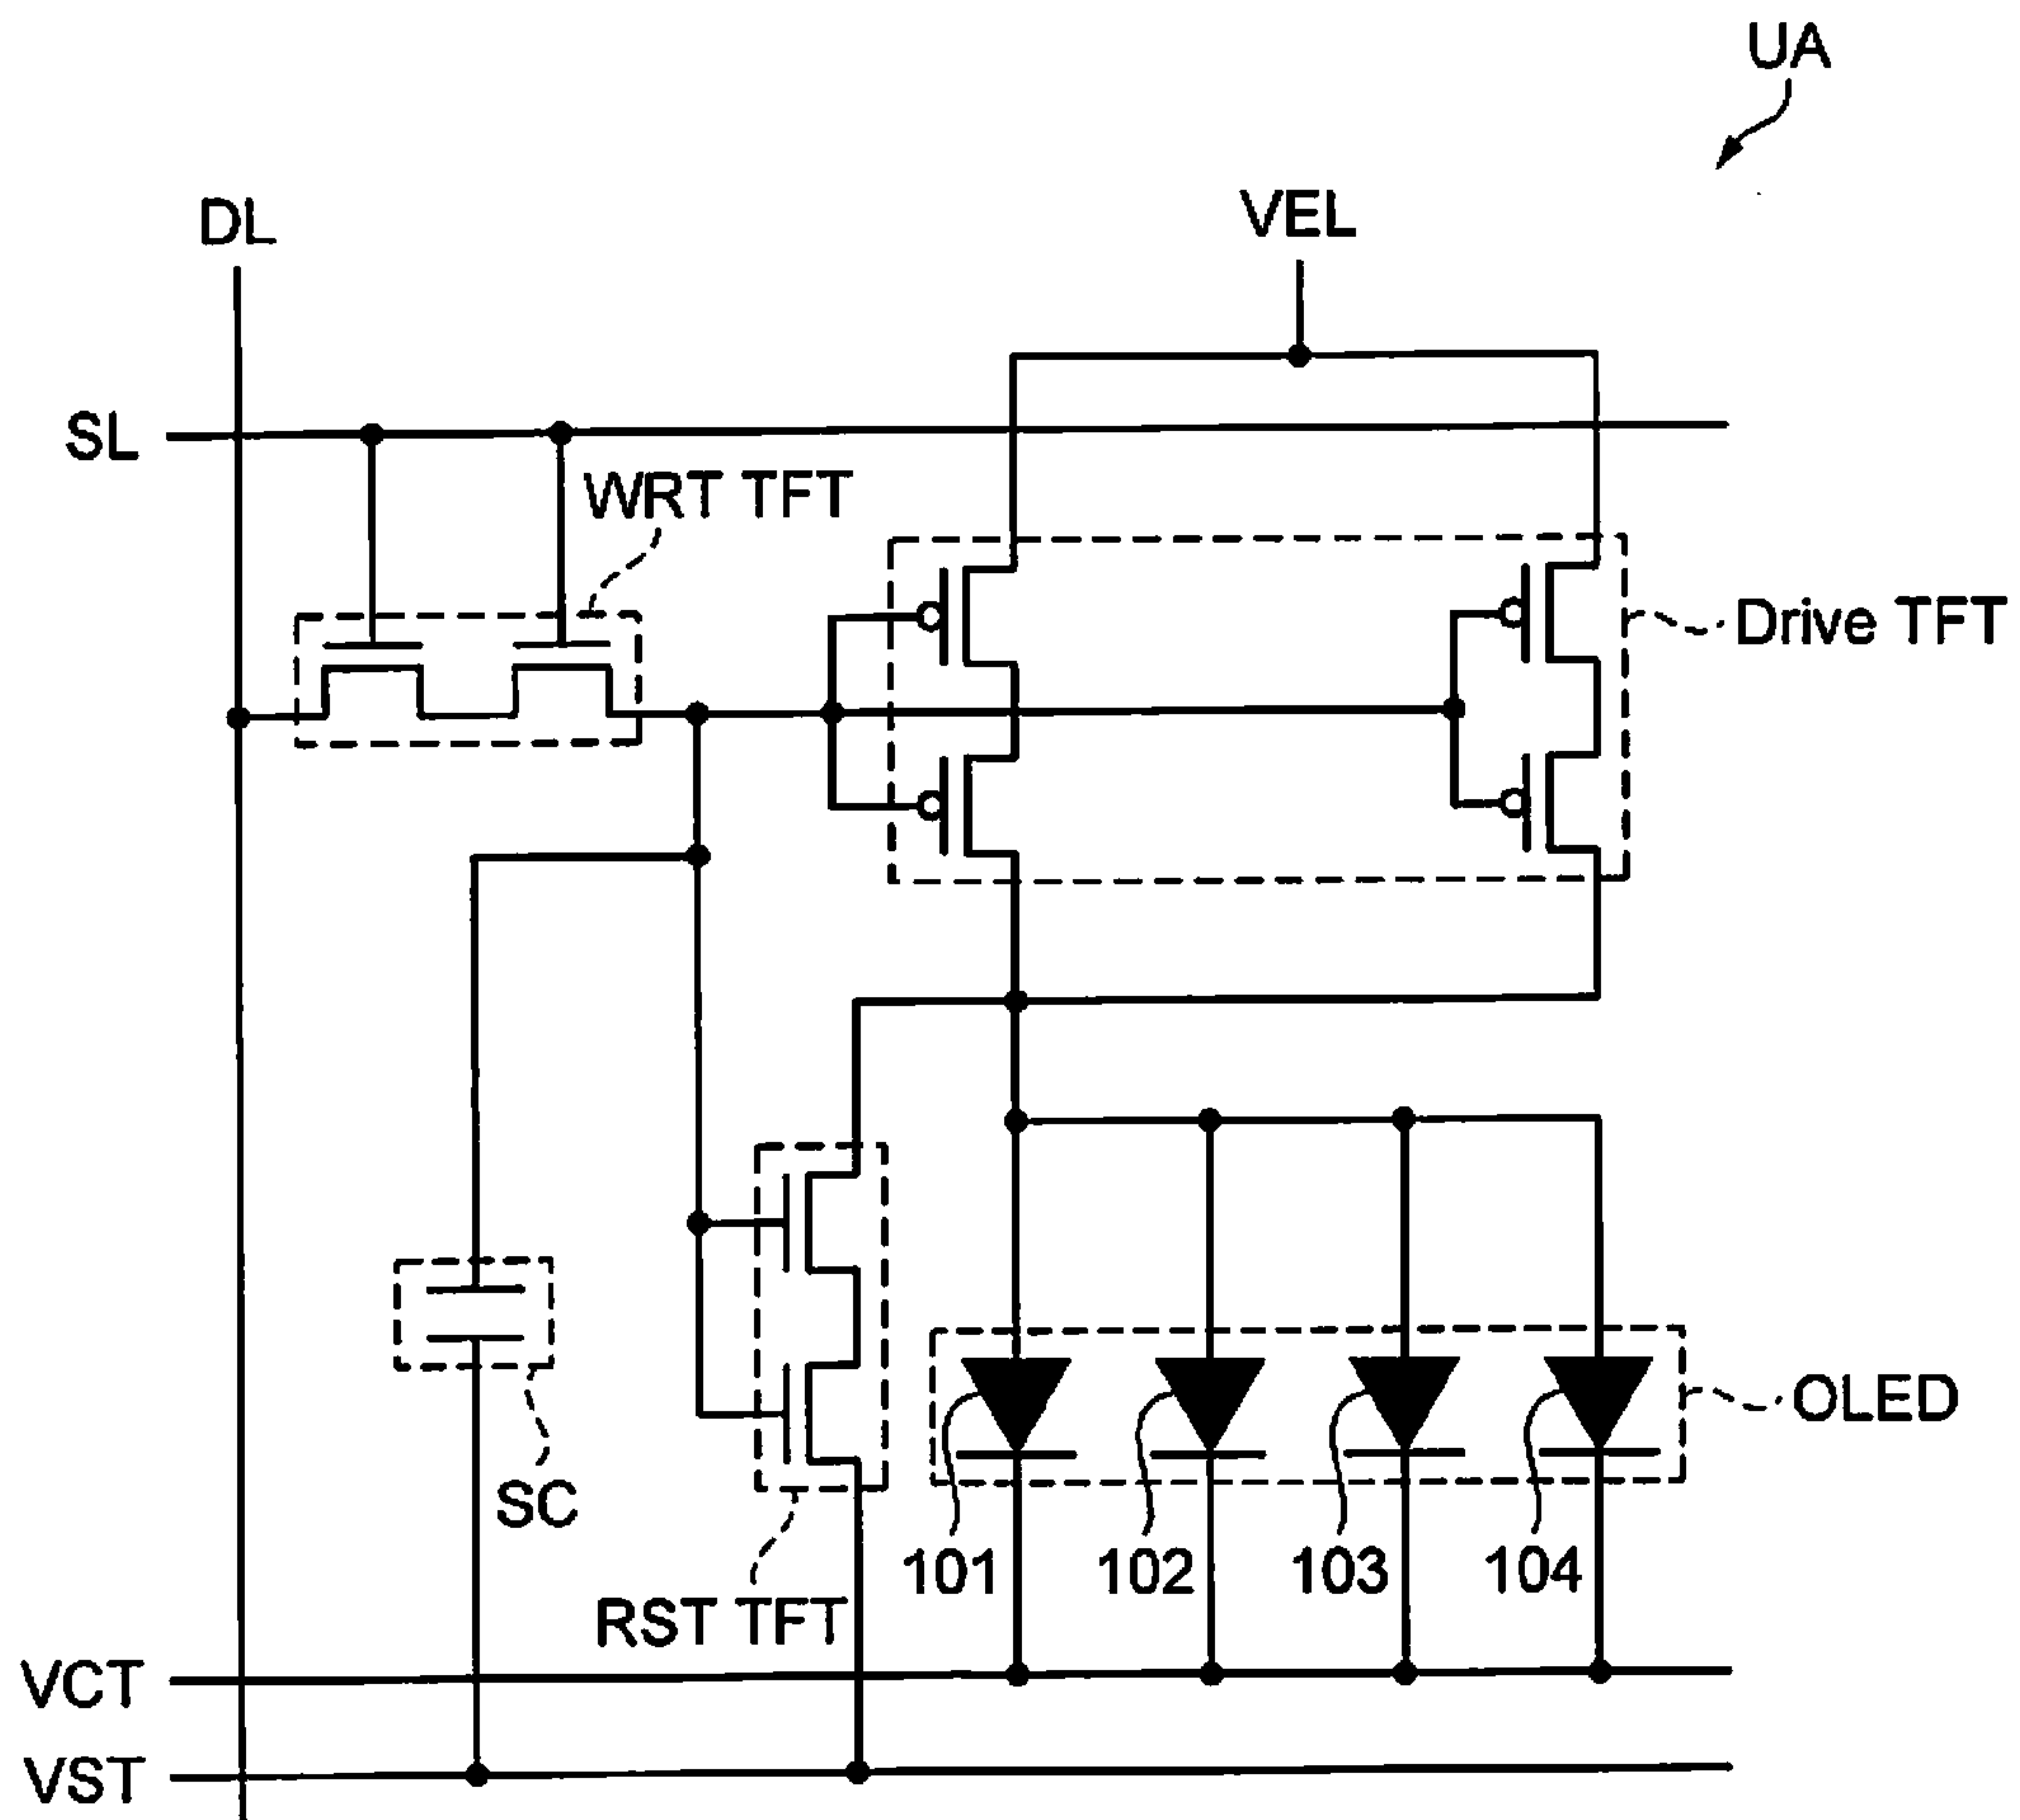 UA
DL
VEL
SL
WRT TFT
Drive TFT
OLED
SC
101
102
103
104
RST TFT
VCT
VST